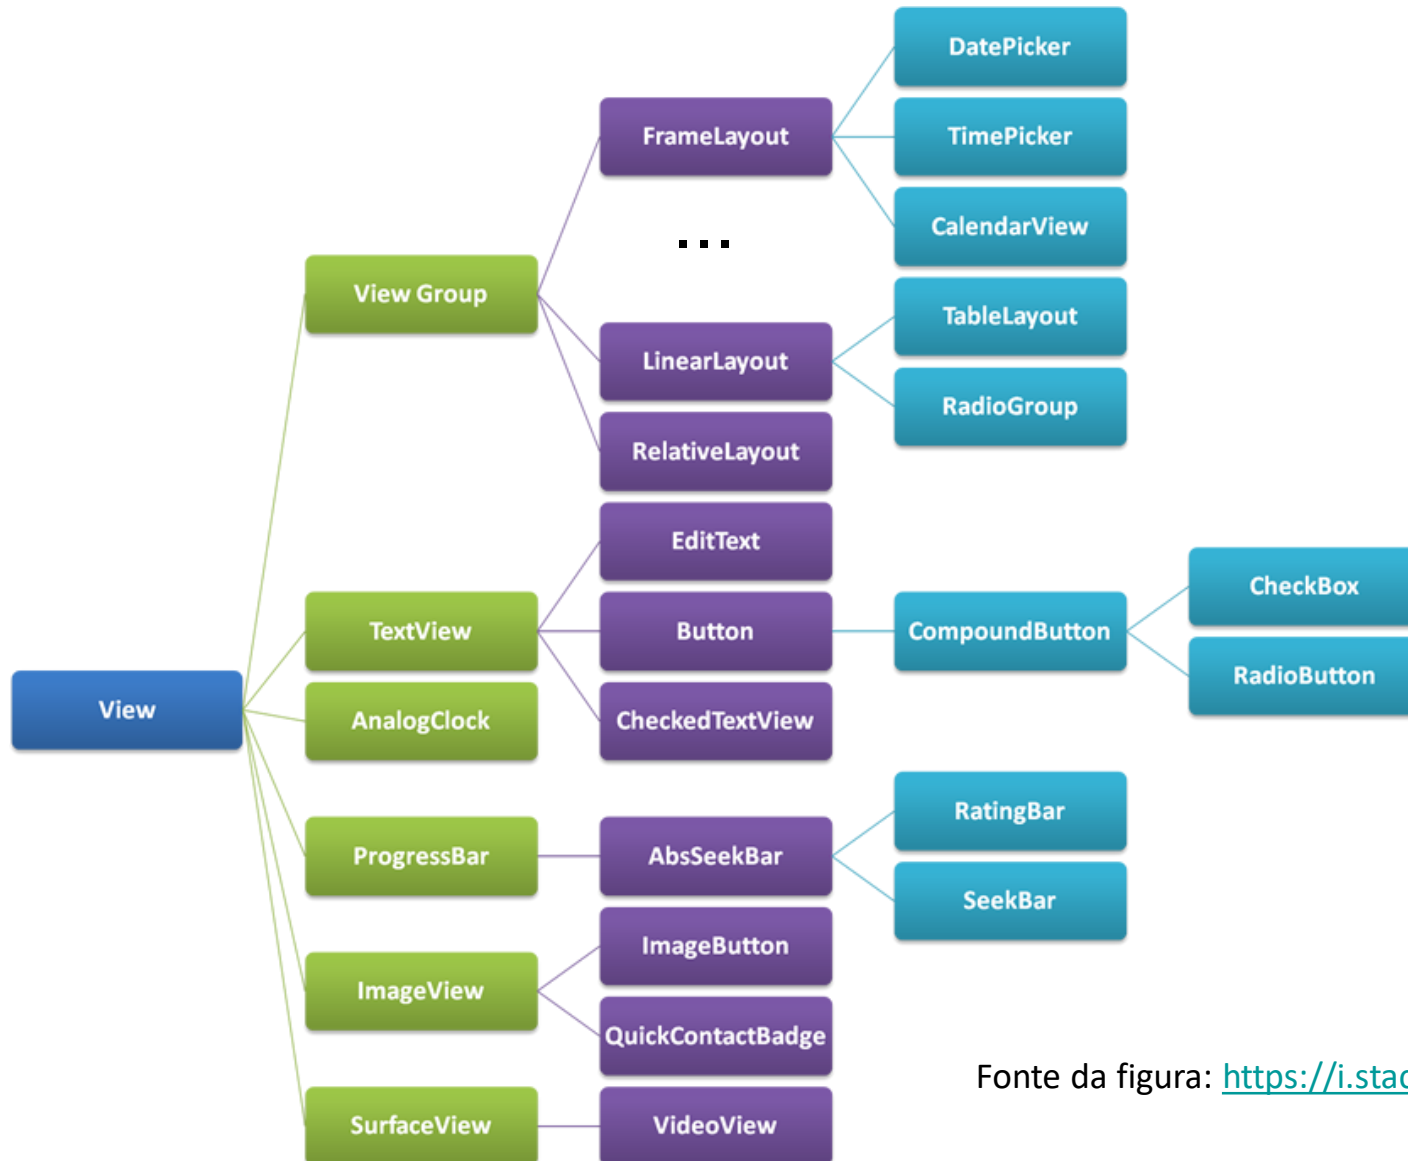 DatePicker
FrameLayout
TimePicker
CalendarView
...
View Group
TableLayout
LinearLayout
RadioGroup
RelativeLayout
EditText
CheckBox
TextView
Button
CompoundButton
RadioButton
View
AnalogClock
CheckedTextView
RatingBar
ProgressBar
AbsSeekBar
SeekBar
ImageButton
ImageView
QuickContactBadge
Fonte da figura: https://i.stac
SurfaceView
VideoView